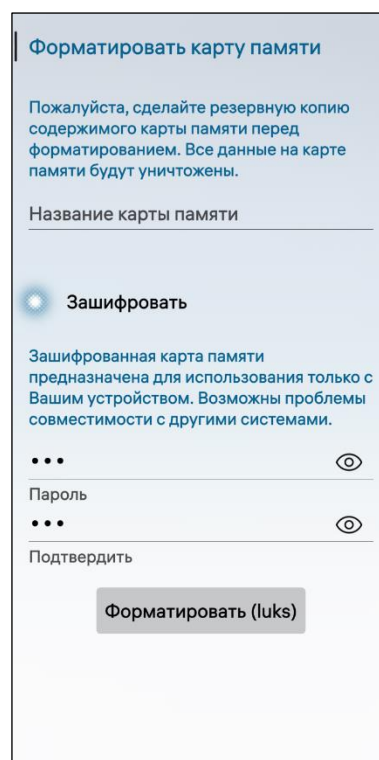 Форматировать карту памяти
Пожалуйста, сделайте резервную копию
содержимого карты памяти перед
форматированием. Все данные на карте
памяти будут уничтожены.
Название карты памяти
Зашифровать
Зашифрованная карта памяти
предназначена для использования только с
Вашим устройством. Возможны проблемы
совместимости с другими системами.
•••
Пароль
•••
Подтвердить
Форматировать (luks)